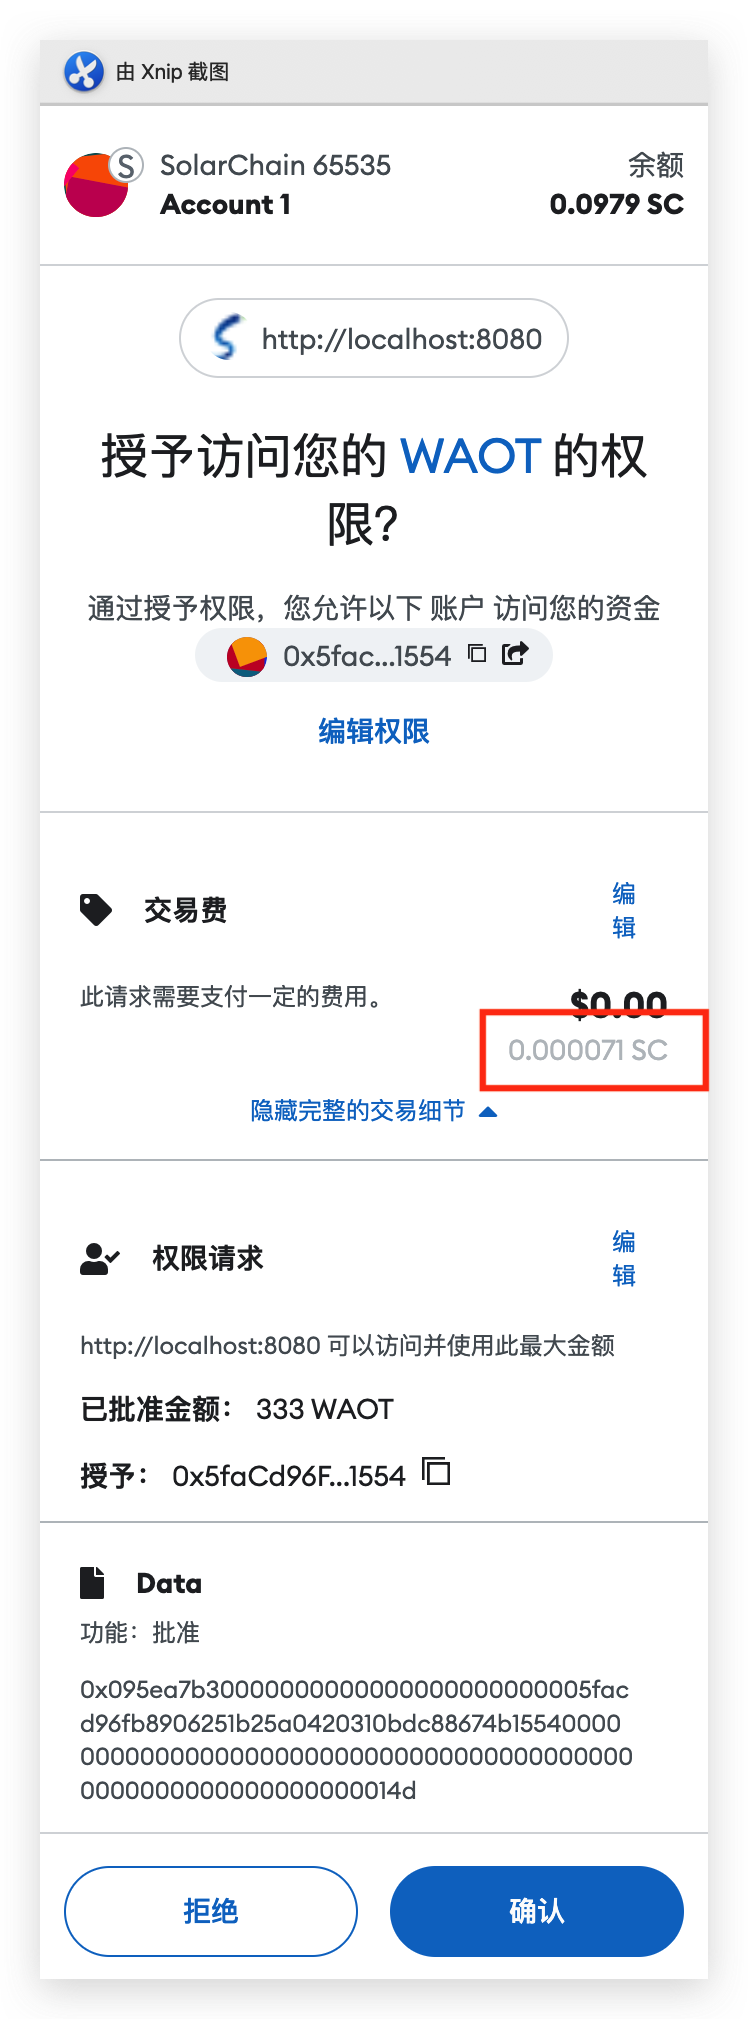 由 Xnip 截图
S
SolarChain 65535
余额
Account 1
0.0979 SC
http://localhost:8080
授予访问您的 WAOT 的权
限?
通过授予权限，您允许以下 账户 访问您的资金
0x5fac...1554
编辑权限
交易费
编
辑
此请求需要支付一定的费用。
$0.00
0.000071 SC
隐藏完整的交易细节
权限请求
编
辑
http://localhost:8080 可以访问并使用此最大金额
已批准金额： 333 WAOT
授予： 0x5faCd96F...1554
Data
功能：批准
0x095ea7b30000000000000000000000005fac
d96fb8906251b25a0420310bdc88674b15540000
0000000000000000000000000000000000000
00000000000000000000014d
拒绝
确认